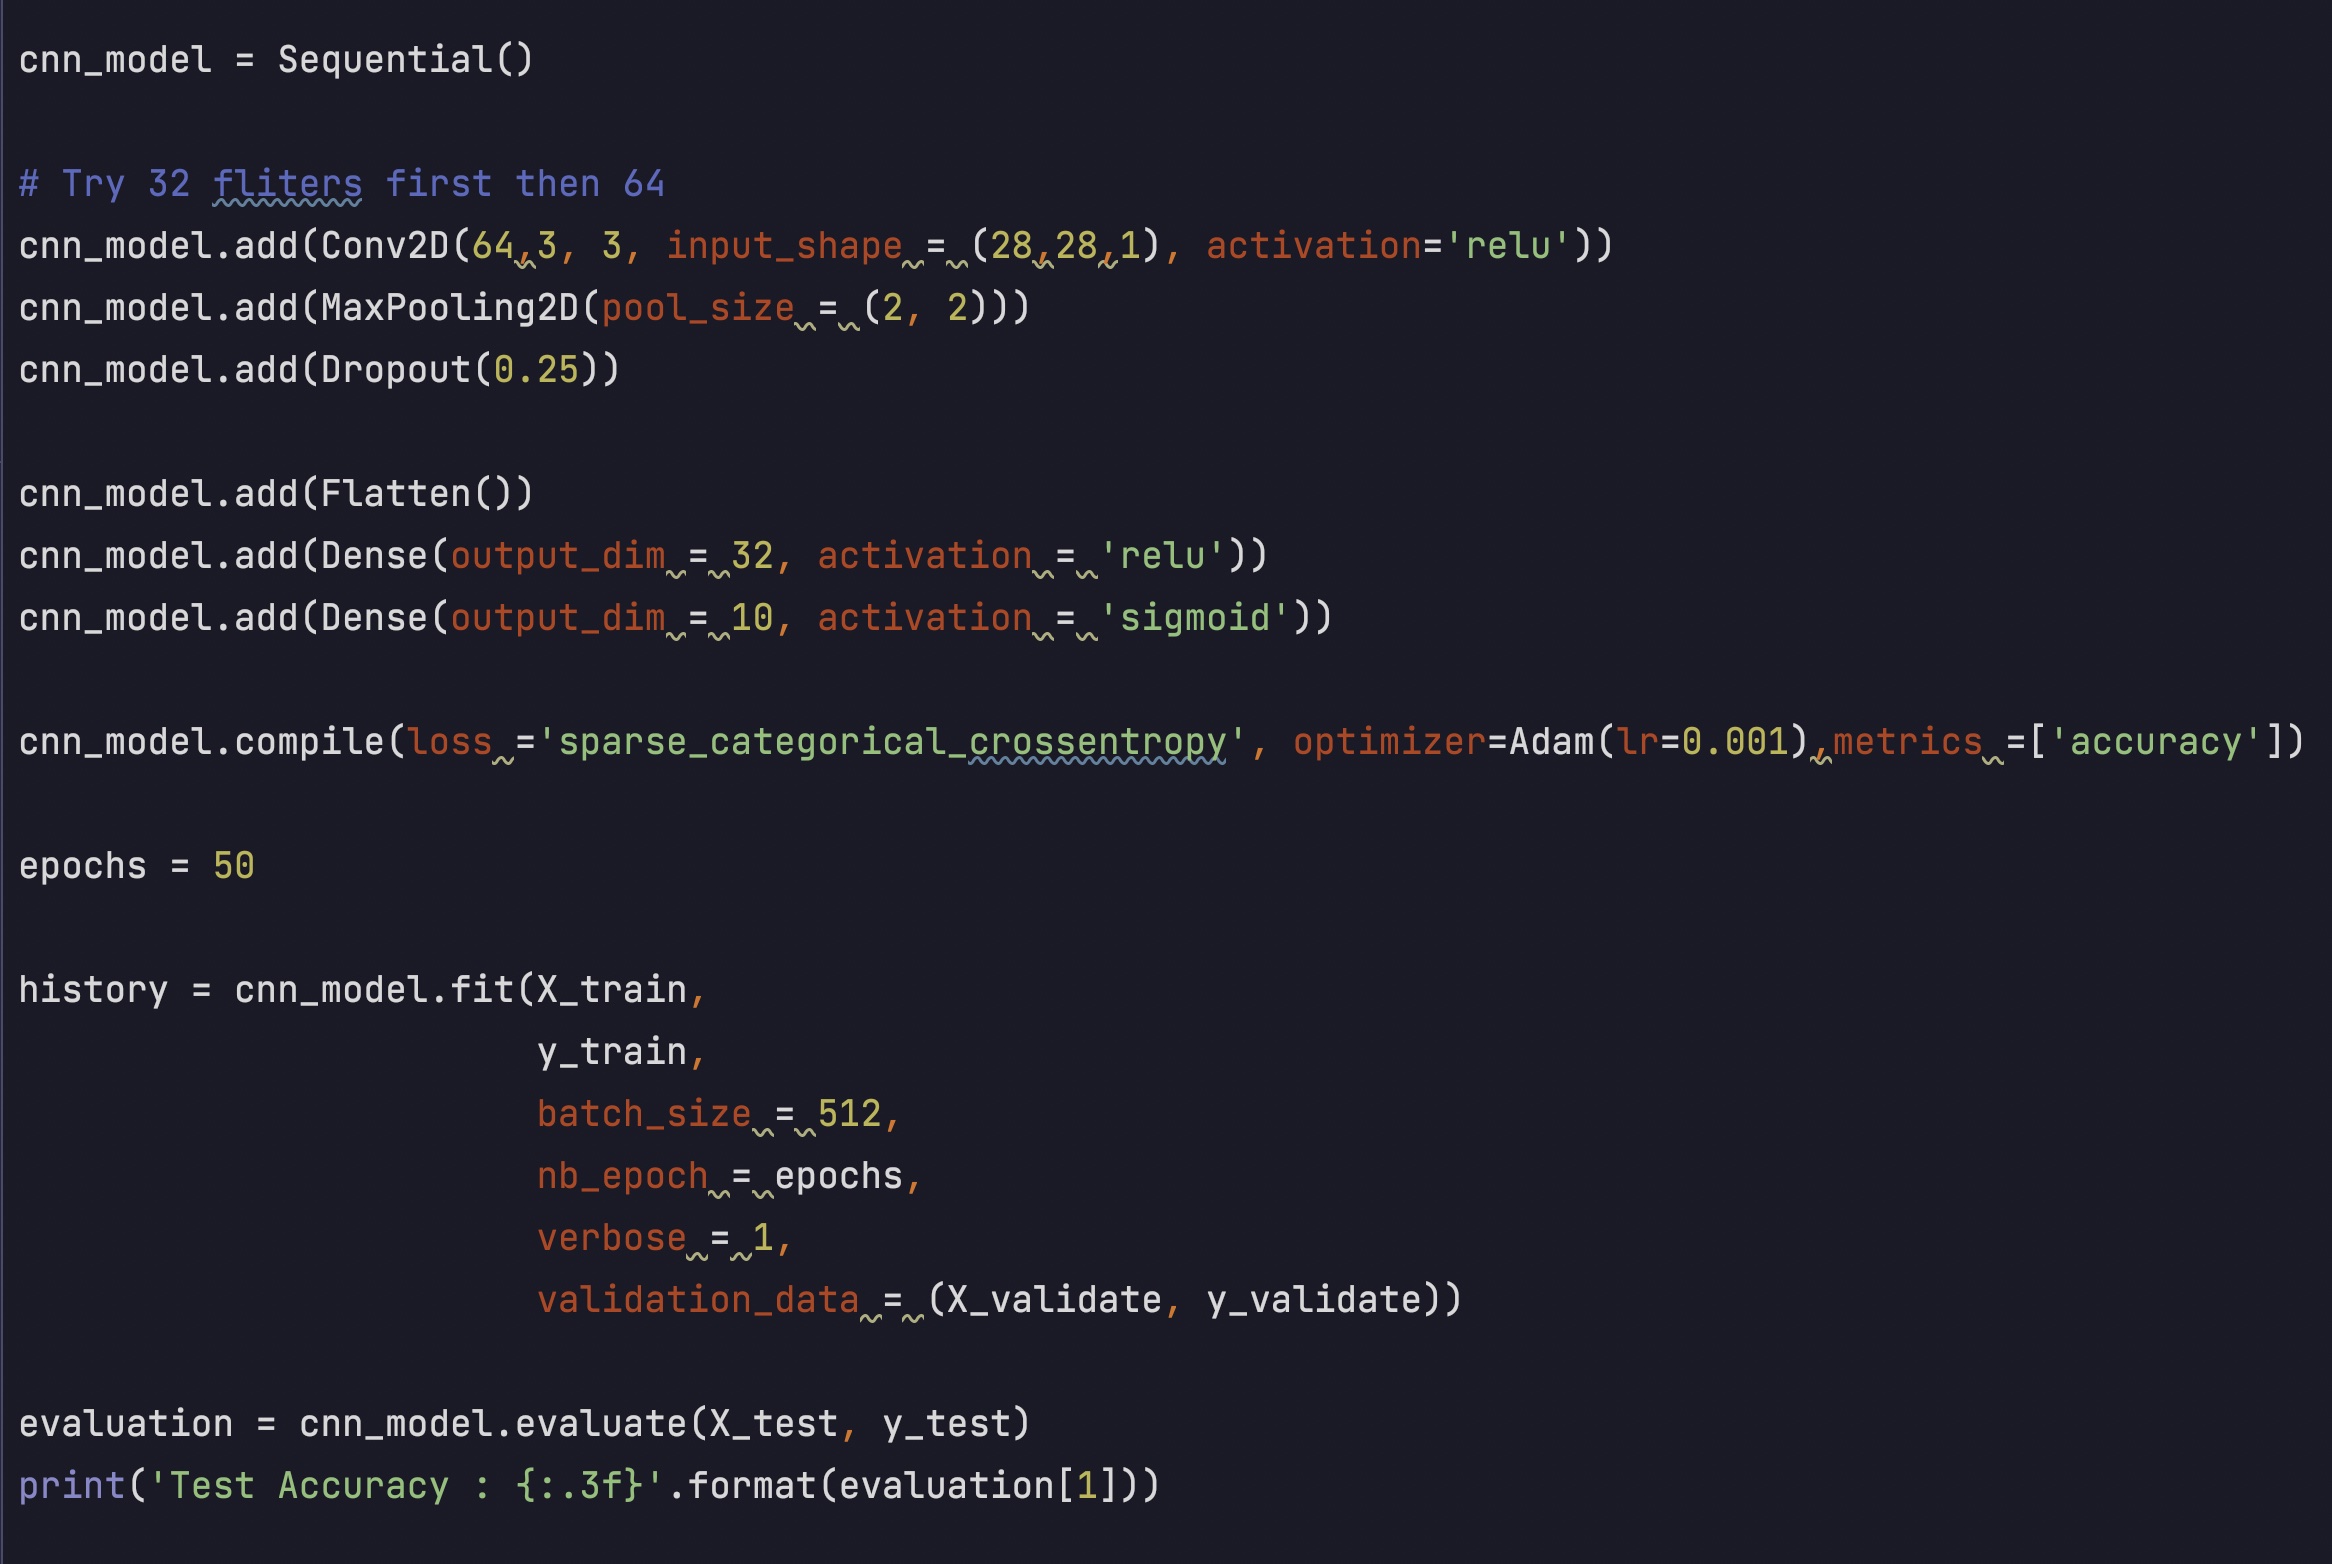 cnn_model = Sequential()
# Try 32 fliters first then 64
cnn_model.add(Conv2D(64,3, 3, input_shape = (28,28,1), activation='relu'))
cnn_model.add(MaxPooling2D(pool_size = (2, 2)))
cnn_model.add(Dropout(0.25))
cnn_model.add(Flatten())
cnn_model.add(Dense(output_dim = 32, activation = 'relu'))
cnn_model.add(Dense(output_dim = 10, activation = 'sigmoid'))
cnn_model.compile(loss ='sparse_categorical_crossentropy', optimizer=Adam(lr=0.001),metrics =['accuracy'])
epochs = 50
history = cnn_model.fit(X_train,
y_train,
batch_size = 512,
nb_epoch = epochs,
verbose = 1,
validation_data = (X_validate, y_validate))
evaluation = cnn_model.evaluate(X_test, y_test)
print('Test Accuracy : {:.3f}'.format(evaluation[1]))